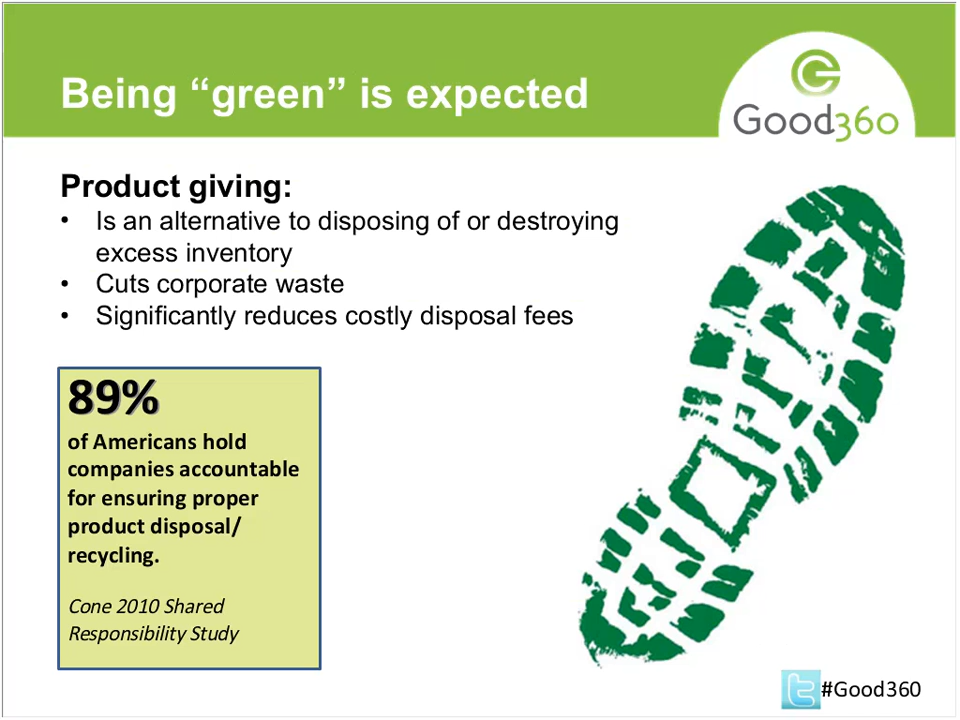 Being “green” is expected
Good360
Product giving:
• Is an alternative to disposing of or destroying
excess inventory
• Cuts corporate waste
• Significantly reduces costly disposal fees
89%
of Americans hold
companies accountable
for ensuring proper
product disposal/
recycling.
Cone 2010 Shared
Responsibility Study
#Good360